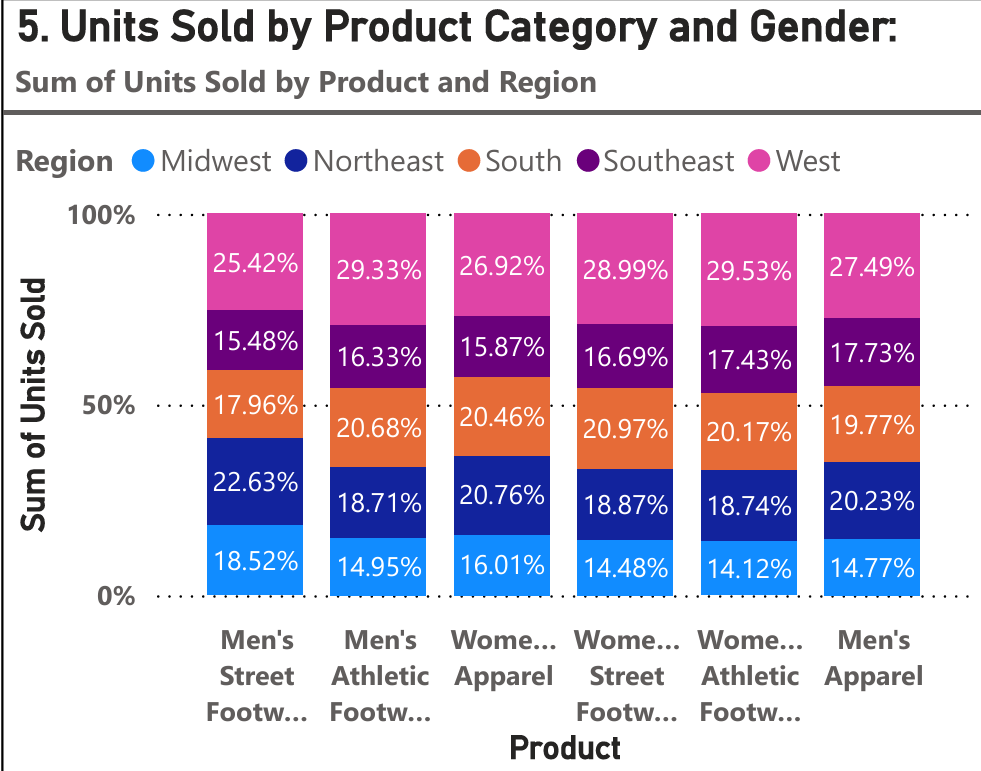 5. Units Sold by Product Category and Gender:
Sum of Units Sold by Product and Region
Region Midwest Northeast South Southeast West
Sum of Units Sold
100%
50%
0%
25.42% 29.33% 26.92% 28.99% 29.53% 27.49%
15.48% 16.33% 15.87% 16.69% 17.43% 17.73%
17.96% 20.68% 20.46% 20.97% 20.17% 19.77%
22.63% 18.71% 20.76% 18.87% 18.74% 20.23%
18.52% 14.95% 16.01% 14.48% 14.12% 14.77%
Men's Men's Wome... Wome... Wome... Men's
Street Athletic Apparel Street Athletic Apparel
Footw... Footw... Footw... Footw...
Product